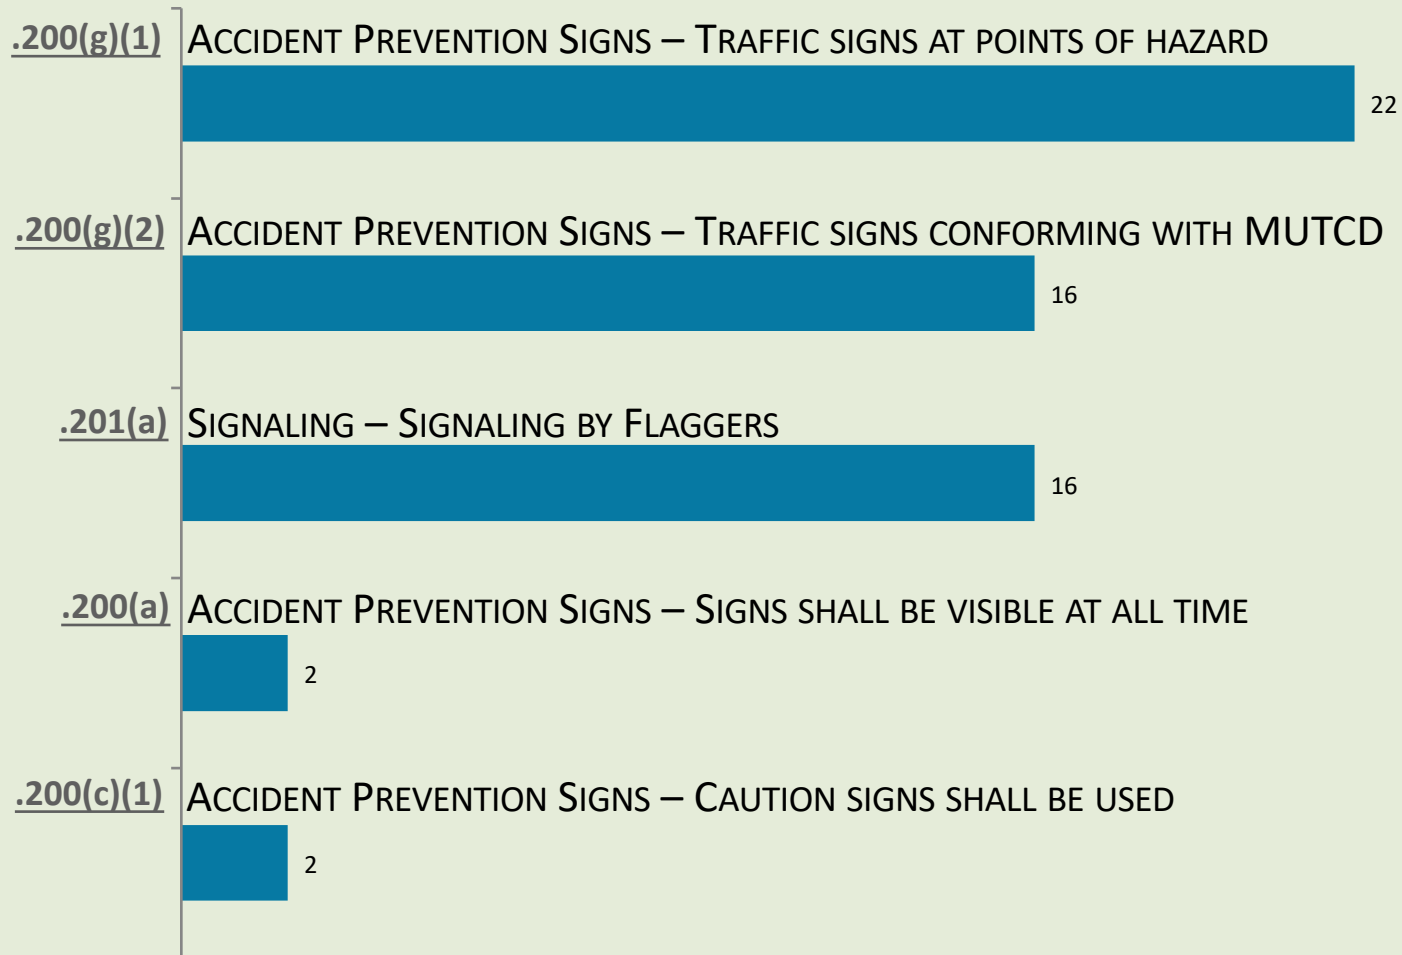 .200(g)(1) Accident Prevention Signs – Traffic signs at points of hazard
22
.200(g)(2) Accident Prevention Signs – Traffic signs conforming with MUTCD
16
.201(a) Signaling – Signaling by Flaggers
16
.200(a) Accident Prevention Signs – Signs shall be visible at all time
2
.200(c)(1) Accident Prevention Signs – Caution signs shall be used
2